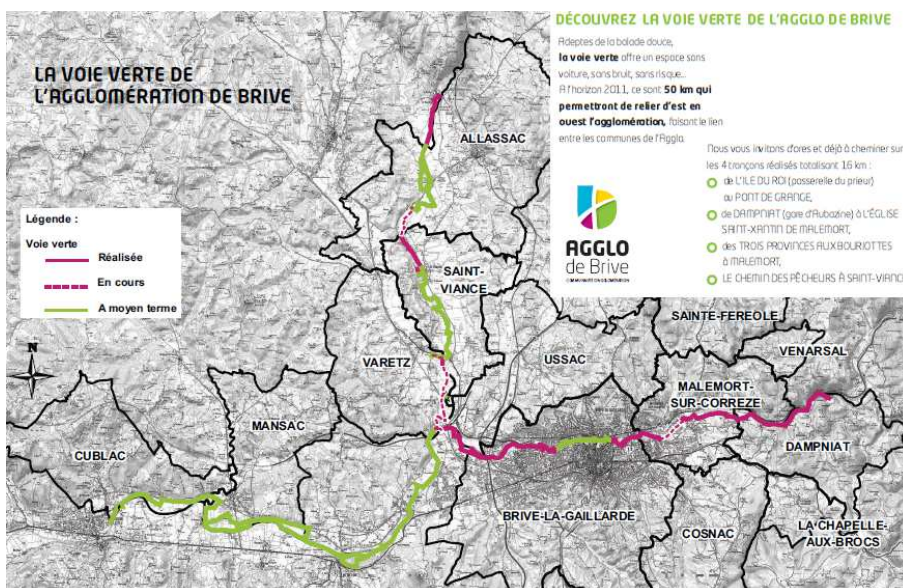 DÉCOUVREZ LA VOIE VERTE DE L'AGGLO DE BRIVE
Adeptes de la balade douce,
la voie verte offre un espace sans
voiture, sans bruit, sans risque...
A l'horizon 2011, ce sont 50 km qui
permettront de relier d'est en
ouest l'agglomération, faisant le lien
entre les communes de l'Agglo.
Nous vous invitons d'ores et déjà à cheminer sur
les 4 tronçons réalisés totalisant 16 km :
de L'ILE DU ROI (passerelle du prieur)
au PONT DE GRANGE,
de DAMPNIAT (gare d'Aubazine) À L'ÉGLISE
SAINT-XANTIN DE MALEMORT,
des TROIS PROVINCES AUX BOURIOTTES
à MALEMORT,
LE CHEMIN DES PÊCHEURS À SAINT-VIANCE
AGGLO
de Brive
COMMUNAUTÉ D'AGGLOMÉRATION
LA VOIE VERTE DE
L'AGGLOMÉRATION DE BRIVE
Légende :
Voie verte
Réalisée
En cours
A moyen terme
N
ALLASSAC
SAINT-
VIANCE
SAINTE-FEREOLE
VENARSAL
USSAC
VARETZ
MALEMORT-
SUR-CORREZE
MANSAC
DAMPNIAT
CUBLAC
BRIVE-LA-GAILLARDE
COSNAC
LA CHAPELLE-
AUX-BROCS